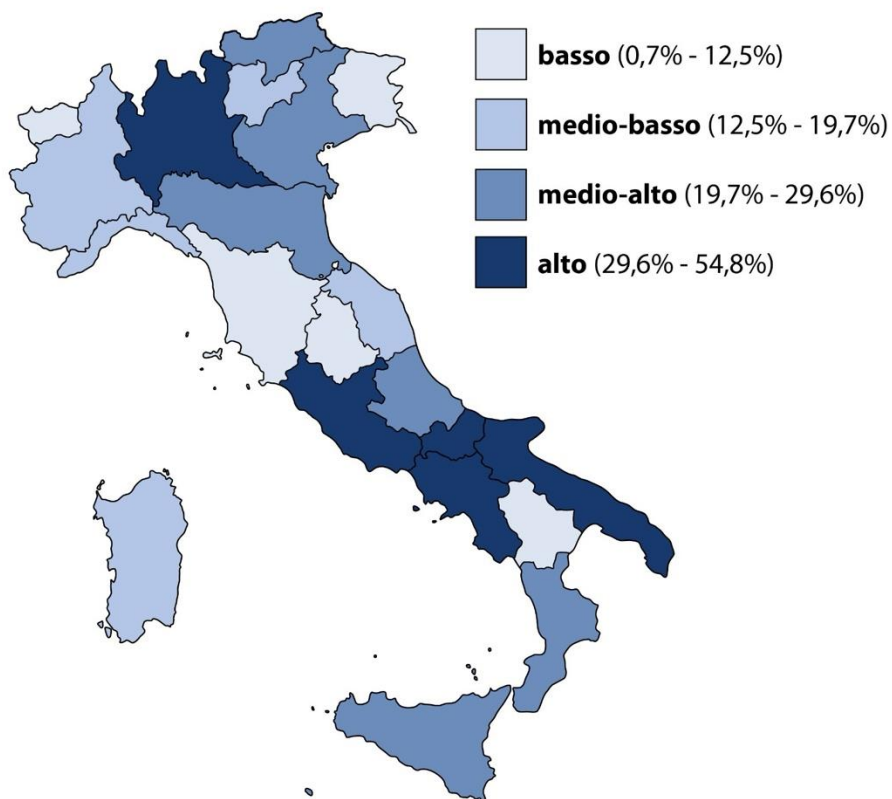 basso (0,7% - 12,5%)
medio-basso (12,5% - 19,7%)
medio-alto (19,7% - 29,6%)
alto (29,6% - 54,8%)